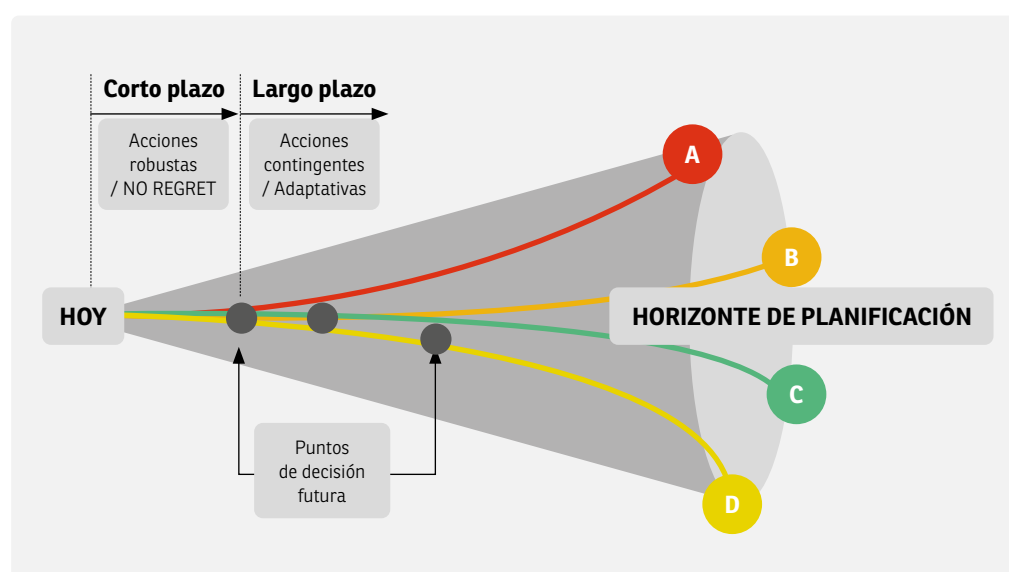 Corto plazo
Largo plazo
Acciones
robustas
/ NO REGRET
Acciones
contingentes
/ Adaptativas
A
B
HOY
HORIZONTE DE PLANIFICACIÓN
C
Puntos
de decisión
futura
D